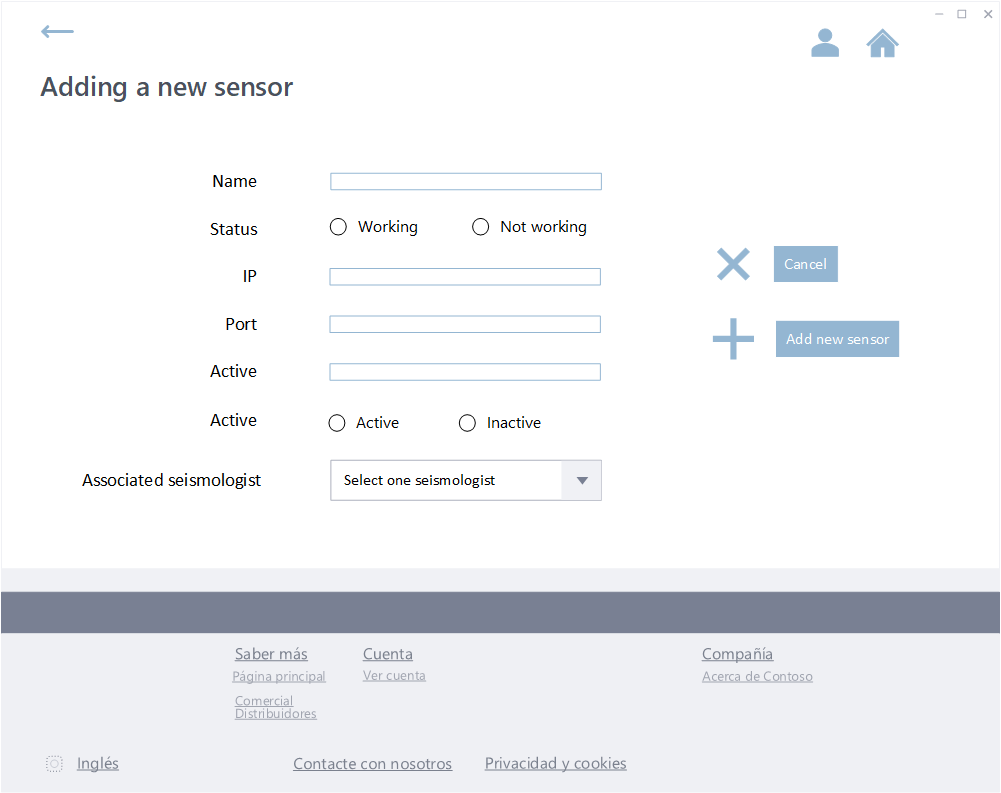 Adding a new sensor
Name
Status
Working
Not working
IP
Cancel
Port
Add new sensor
Active
Active
Active
Inactive
Associated seismologist
Select one seismologist
Saber más
Cuenta
Compañía
Página principal
Ver cuenta
Acerca de Contoso
Comercial
Distribuidores
Inglés
Contacte con nosotros
Privacidad y cookies